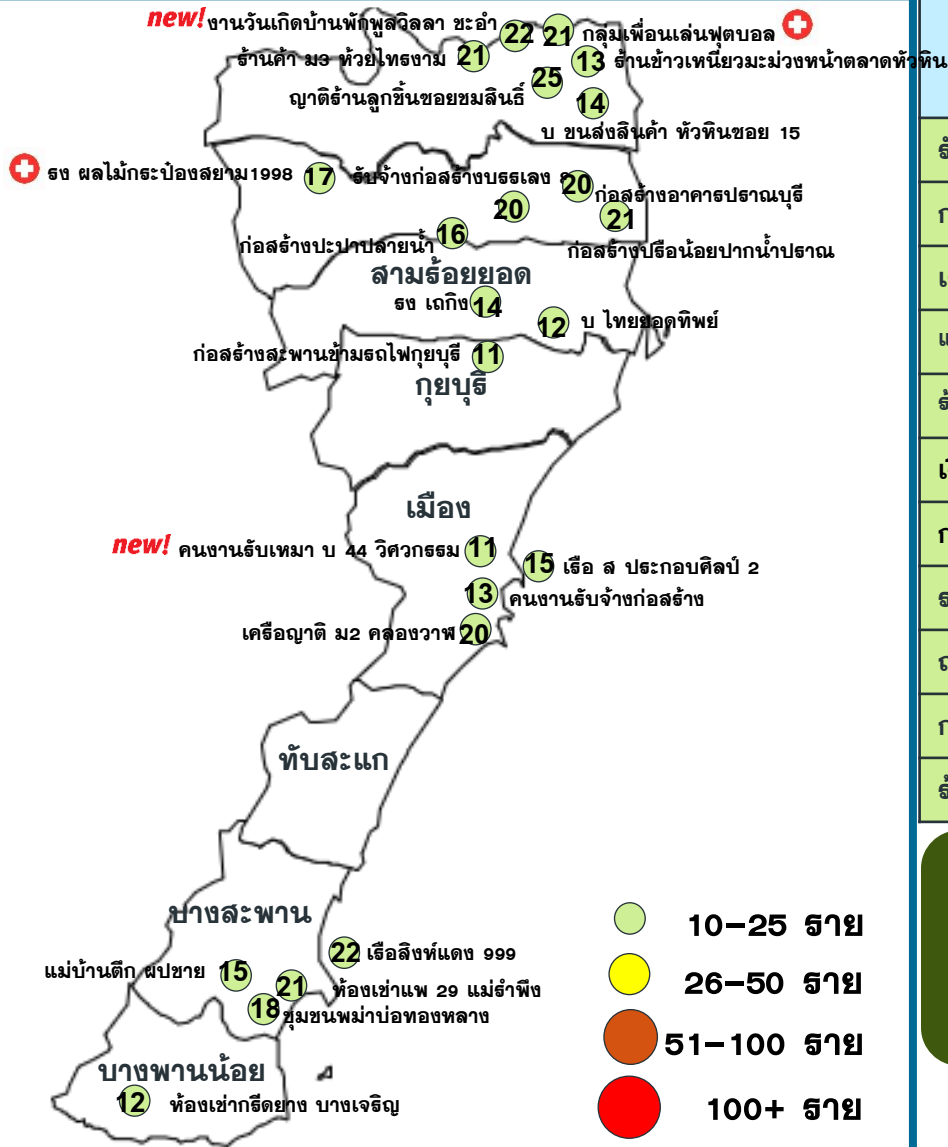 new! งานวันเกิดบ้านพักพูสวิลลา ชะอำ 22 21 กลุ่มเพื่อนเล่นฟุตบอล
ร้านค้า ม3 ห้วยไทรงาม 21 13 ร้านข้าวเหนียวมะม่วงหน้าตลาดหัวหิน
ญาติร้านลูกชิ้นซอยชมสินธิ์ 25 14
บ ขนส่งสินค้า หัวหินซอย 15
รง ผลไม้กระป๋องสยาม1998 17 รับจ้างก่อสร้างบรรเลง 20
20 ก่อสร้างอาคารปราณบุรี
21
ก่อสร้างปะปาปลายน้ำ 16 ก่อสร้างปรือน้อยปากน้ำปราณ
สามร้อยยอด
รง เถกิง 14
12 บ ไทยยอดทิพย์
ก่อสร้างสะพานข้ามรถไฟกุยบุรี 11
กุยบุรี
เมือง
new! คนงานรับเหมา บ 44 วิศวกรรม 11
15 เรือ ส ประกอบศิลป์ 2
13 คนงานรับจ้างก่อสร้าง
เครือญาติ ม2 คลองวาฬ 20
ทับสะแก
บางสะพาน
22 เรือสิงห์แดง 999
แม่บ้านตึก ผปชาย 15
21 ห้องเช่าแพ 29 แม่รำพึง
18 ชุมชนพม่าบ่อทองหลาง
บางพานน้อย
12 ห้องเช่ากรีดยาง บางเจริญ
10-25 ราย
26-50 ราย
51-100 ราย
100+ ราย